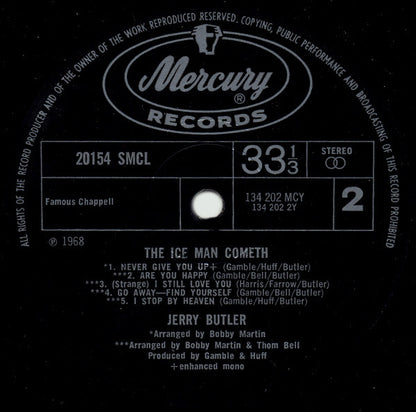 ALL RIGHTS OF THE RECORD PRODUCER AND OF THE OWNER OF THE WORK REPRODUCED RESERVED. COPYING, PUBLIC PERFORMANCE AND BROADCASTING OF THIS RECORD PROHIBITED
Mercury ®
RECORDS
20154 SMCL
33 1/3
STEREO
Famous Chappell
134 202 MCY
134 202 2Y
2
℗ 1968
THE ICE MAN COMETH
*1. NEVER GIVE YOU UP+ (Gamble/Huff/Butler)
***2. ARE YOU HAPPY (Gamble/Bell/Butler)
***3. (Strange) I STILL LOVE YOU (Harris/Farrow/Butler)
***4. GO AWAY—FIND YOURSELF (Gamble/Huff/Butler)
***5. I STOP BY HEAVEN (Gamble/Huff/Butler)
JERRY BUTLER
*Arranged by Bobby Martin
***Arranged by Bobby Martin & Thom Bell
Produced by Gamble & Huff
+enhanced mono